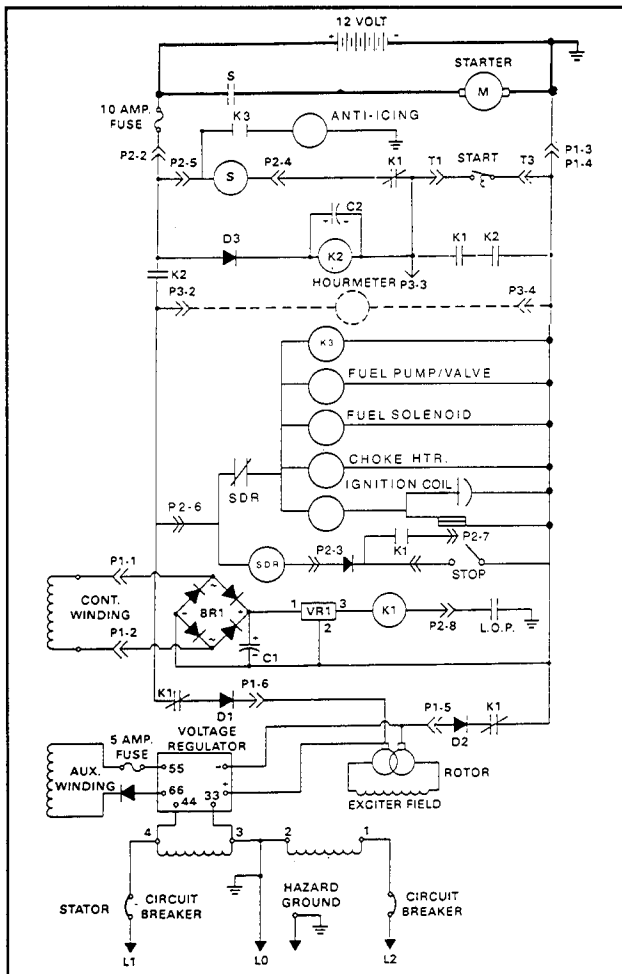 12 VOLT
+ -
STARTER
S
M
10 AMP.
FUSE
K3
ANTI-ICING
P2-2
P2-5
P2-4
K1
T1
START
T3
P1-3
P1-4
S
C2
+ -
D3
K2
K1
K2
K2
HOURMETER
P3-3
P3-2
P3-4
K3
FUEL PUMP/VALVE
FUEL SOLENOID
CHOKE HTR.
IGNITION COIL
SDR
P2-6
P2-7
K1
P2-3
SDR
STOP
P1-1
CONT.
WINDING
P1-2
BR1
~
- +
~
1 VR1 3
2
K1
P2-8
L.O.P.
+
-
C1
K1
P1-6
D1
P1-5
K1
D2
VOLTAGE
REGULATOR
5 AMP.
FUSE
55
-
AUX.
WINDING
66
+
44
33
ROTOR
EXCITER FIELD
4
3
2
1
STATOR
CIRCUIT
BREAKER
HAZARD
GROUND
CIRCUIT
BREAKER
L1
L0
L2